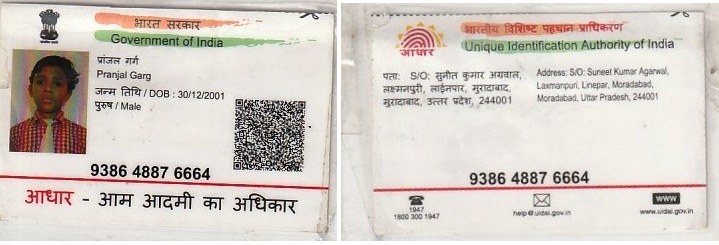 भारत सरकार
Government of India
प्रांजल गर्ग
Pranjal Garg
जन्म तिथि / DOB : 30/12/2001
पुरुष / Male
9386 4887 6664
आधार - आम आदमी का अधिकार
भारतीय विशिष्ट पहचान प्राधिकरण
आधार
Unique Identification Authority of India
पता: S/O: सुनीत कुमार अग्रवाल,
लक्ष्मनपुरी, लाईनपार, मुरादाबाद,
मुरादाबाद, उत्तर प्रदेश, 244001
Address: S/O: Suneet Kumar Agarwal,
Laxmanpuri, Linepar, Moradabad,
Moradabad, Uttar Pradesh, 244001
9386 4887 6664
1947
1800 300 1947
help@uidai.gov.in
WWW
www.uidai.gov.in